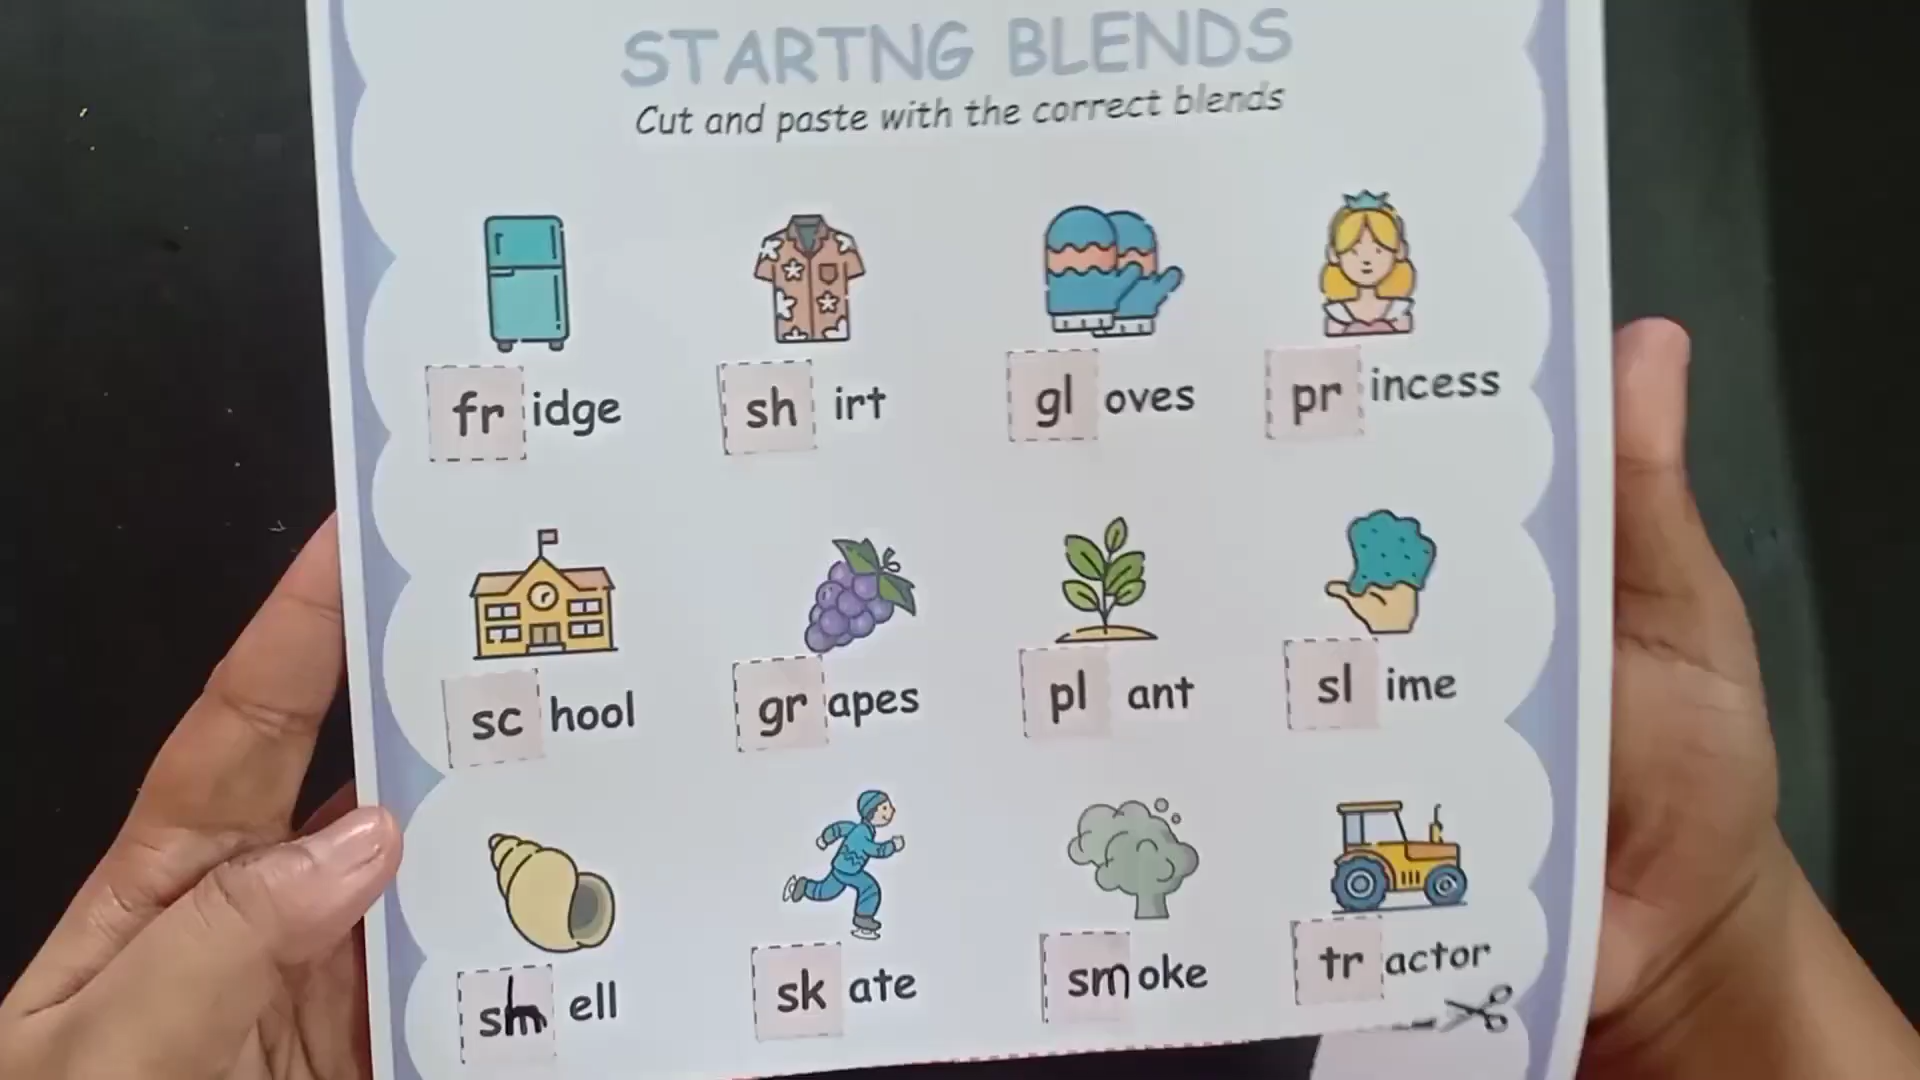 STARTNG BLENDS
Cut and paste with the correct blends
fr idge sh irt gl oves pr incess
sc hool gr apes pl ant sl ime
sh ell sk ate sm oke tr actor